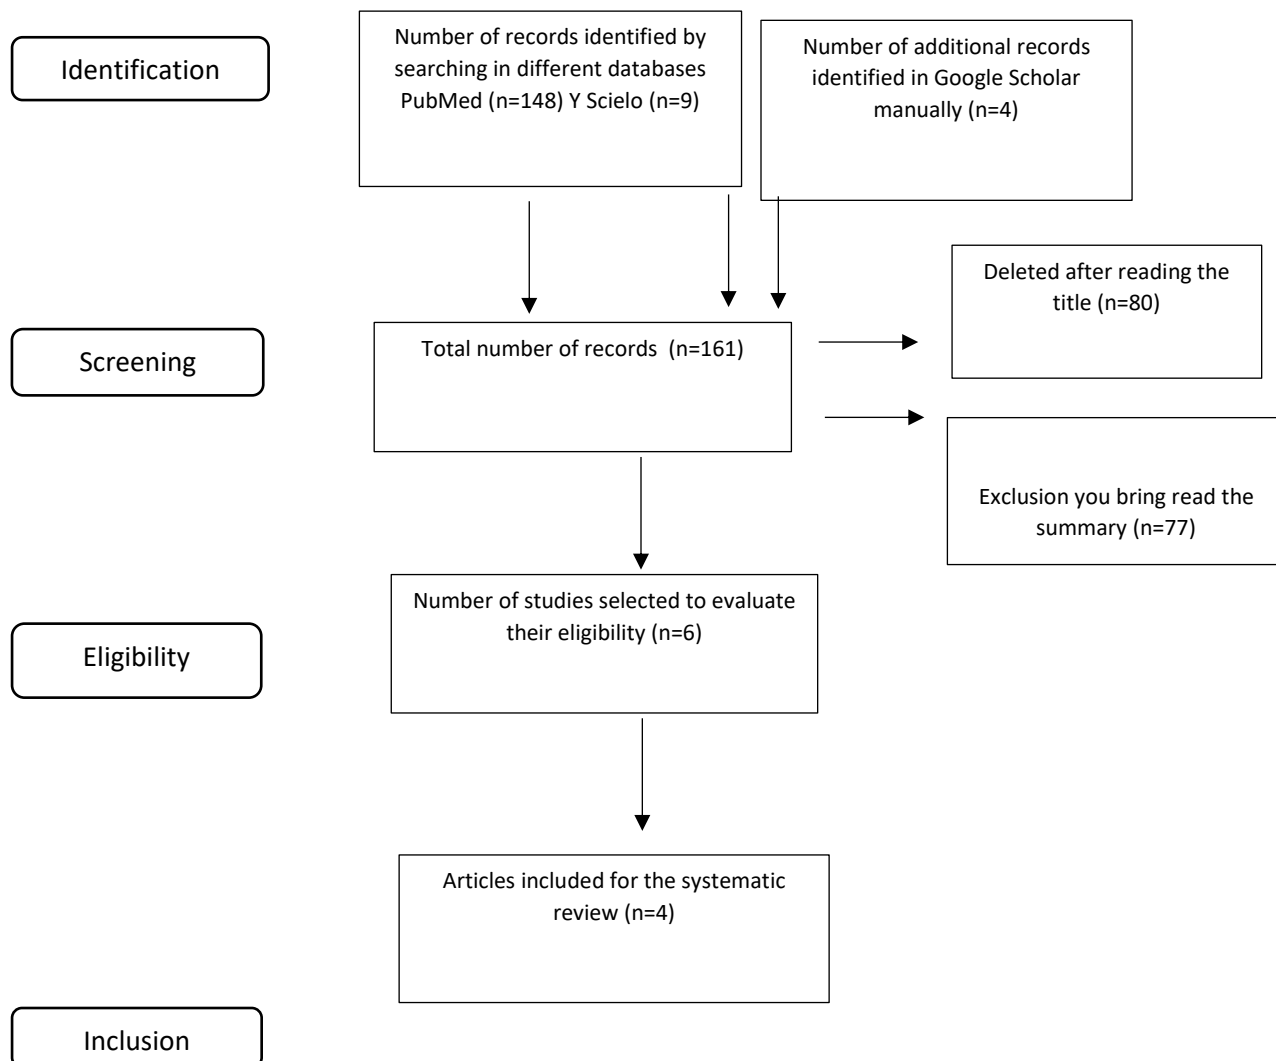 Identification
Number of records identified by
searching in different databases
PubMed (n=148) Y Scielo (n=9)
Number of additional records
identified in Google Scholar
manually (n=4)
Screening
Total number of records (n=161)
Deleted after reading the
title (n=80)
Exclusion you bring read the
summary (n=77)
Eligibility
Number of studies selected to evaluate
their eligibility (n=6)
Articles included for the systematic
review (n=4)
Inclusion